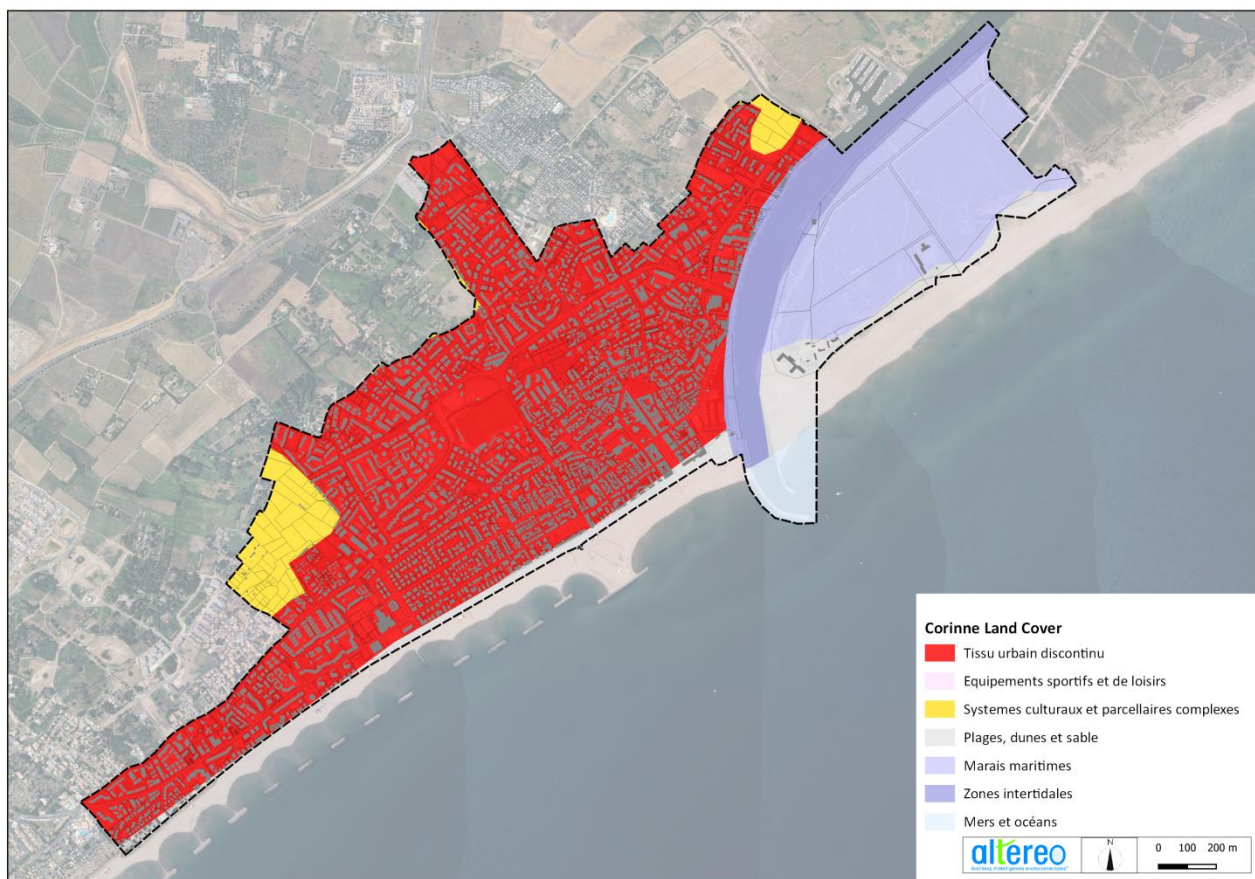 Corinne Land Cover
Tissu urbain discontinu
Equipements sportifs et de loisirs
Systemes culturaux et parcellaires complexes
Plages, dunes et sable
Marais maritimes
Zones intertidales
Mers et océans
altereo
N
0 100 200 m